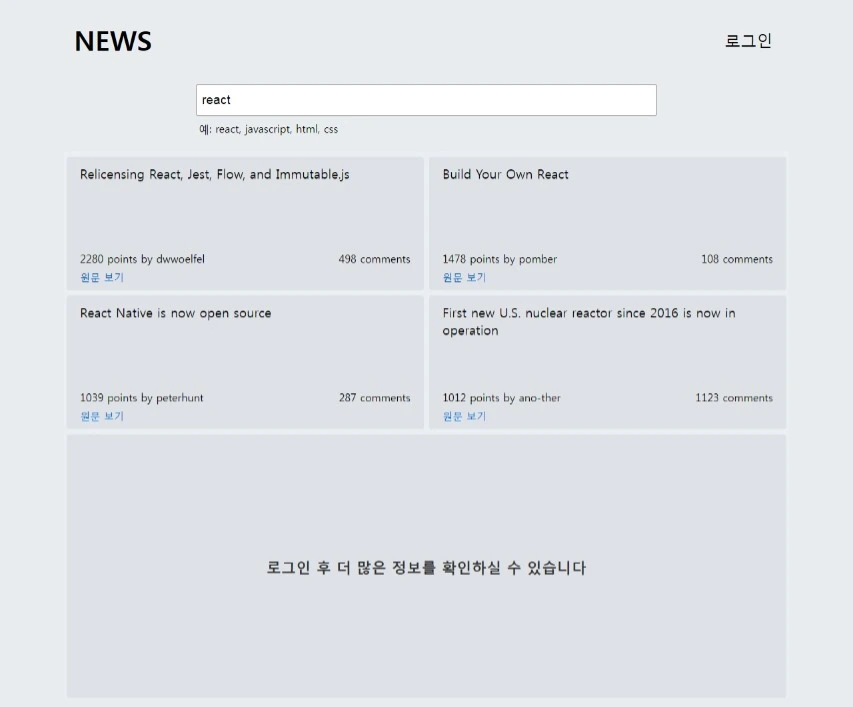 NEWS
로그인
react
예: react, javascript, html, css
Relicensing React, Jest, Flow, and Immutable.js
2280 points by dwwoelfel
498 comments
원문 보기
Build Your Own React
1478 points by pomber
108 comments
원문 보기
React Native is now open source
1039 points by peterhunt
287 comments
원문 보기
First new U.S. nuclear reactor since 2016 is now in
operation
1012 points by ano-ther
1123 comments
원문 보기
로그인 후 더 많은 정보를 확인하실 수 있습니다